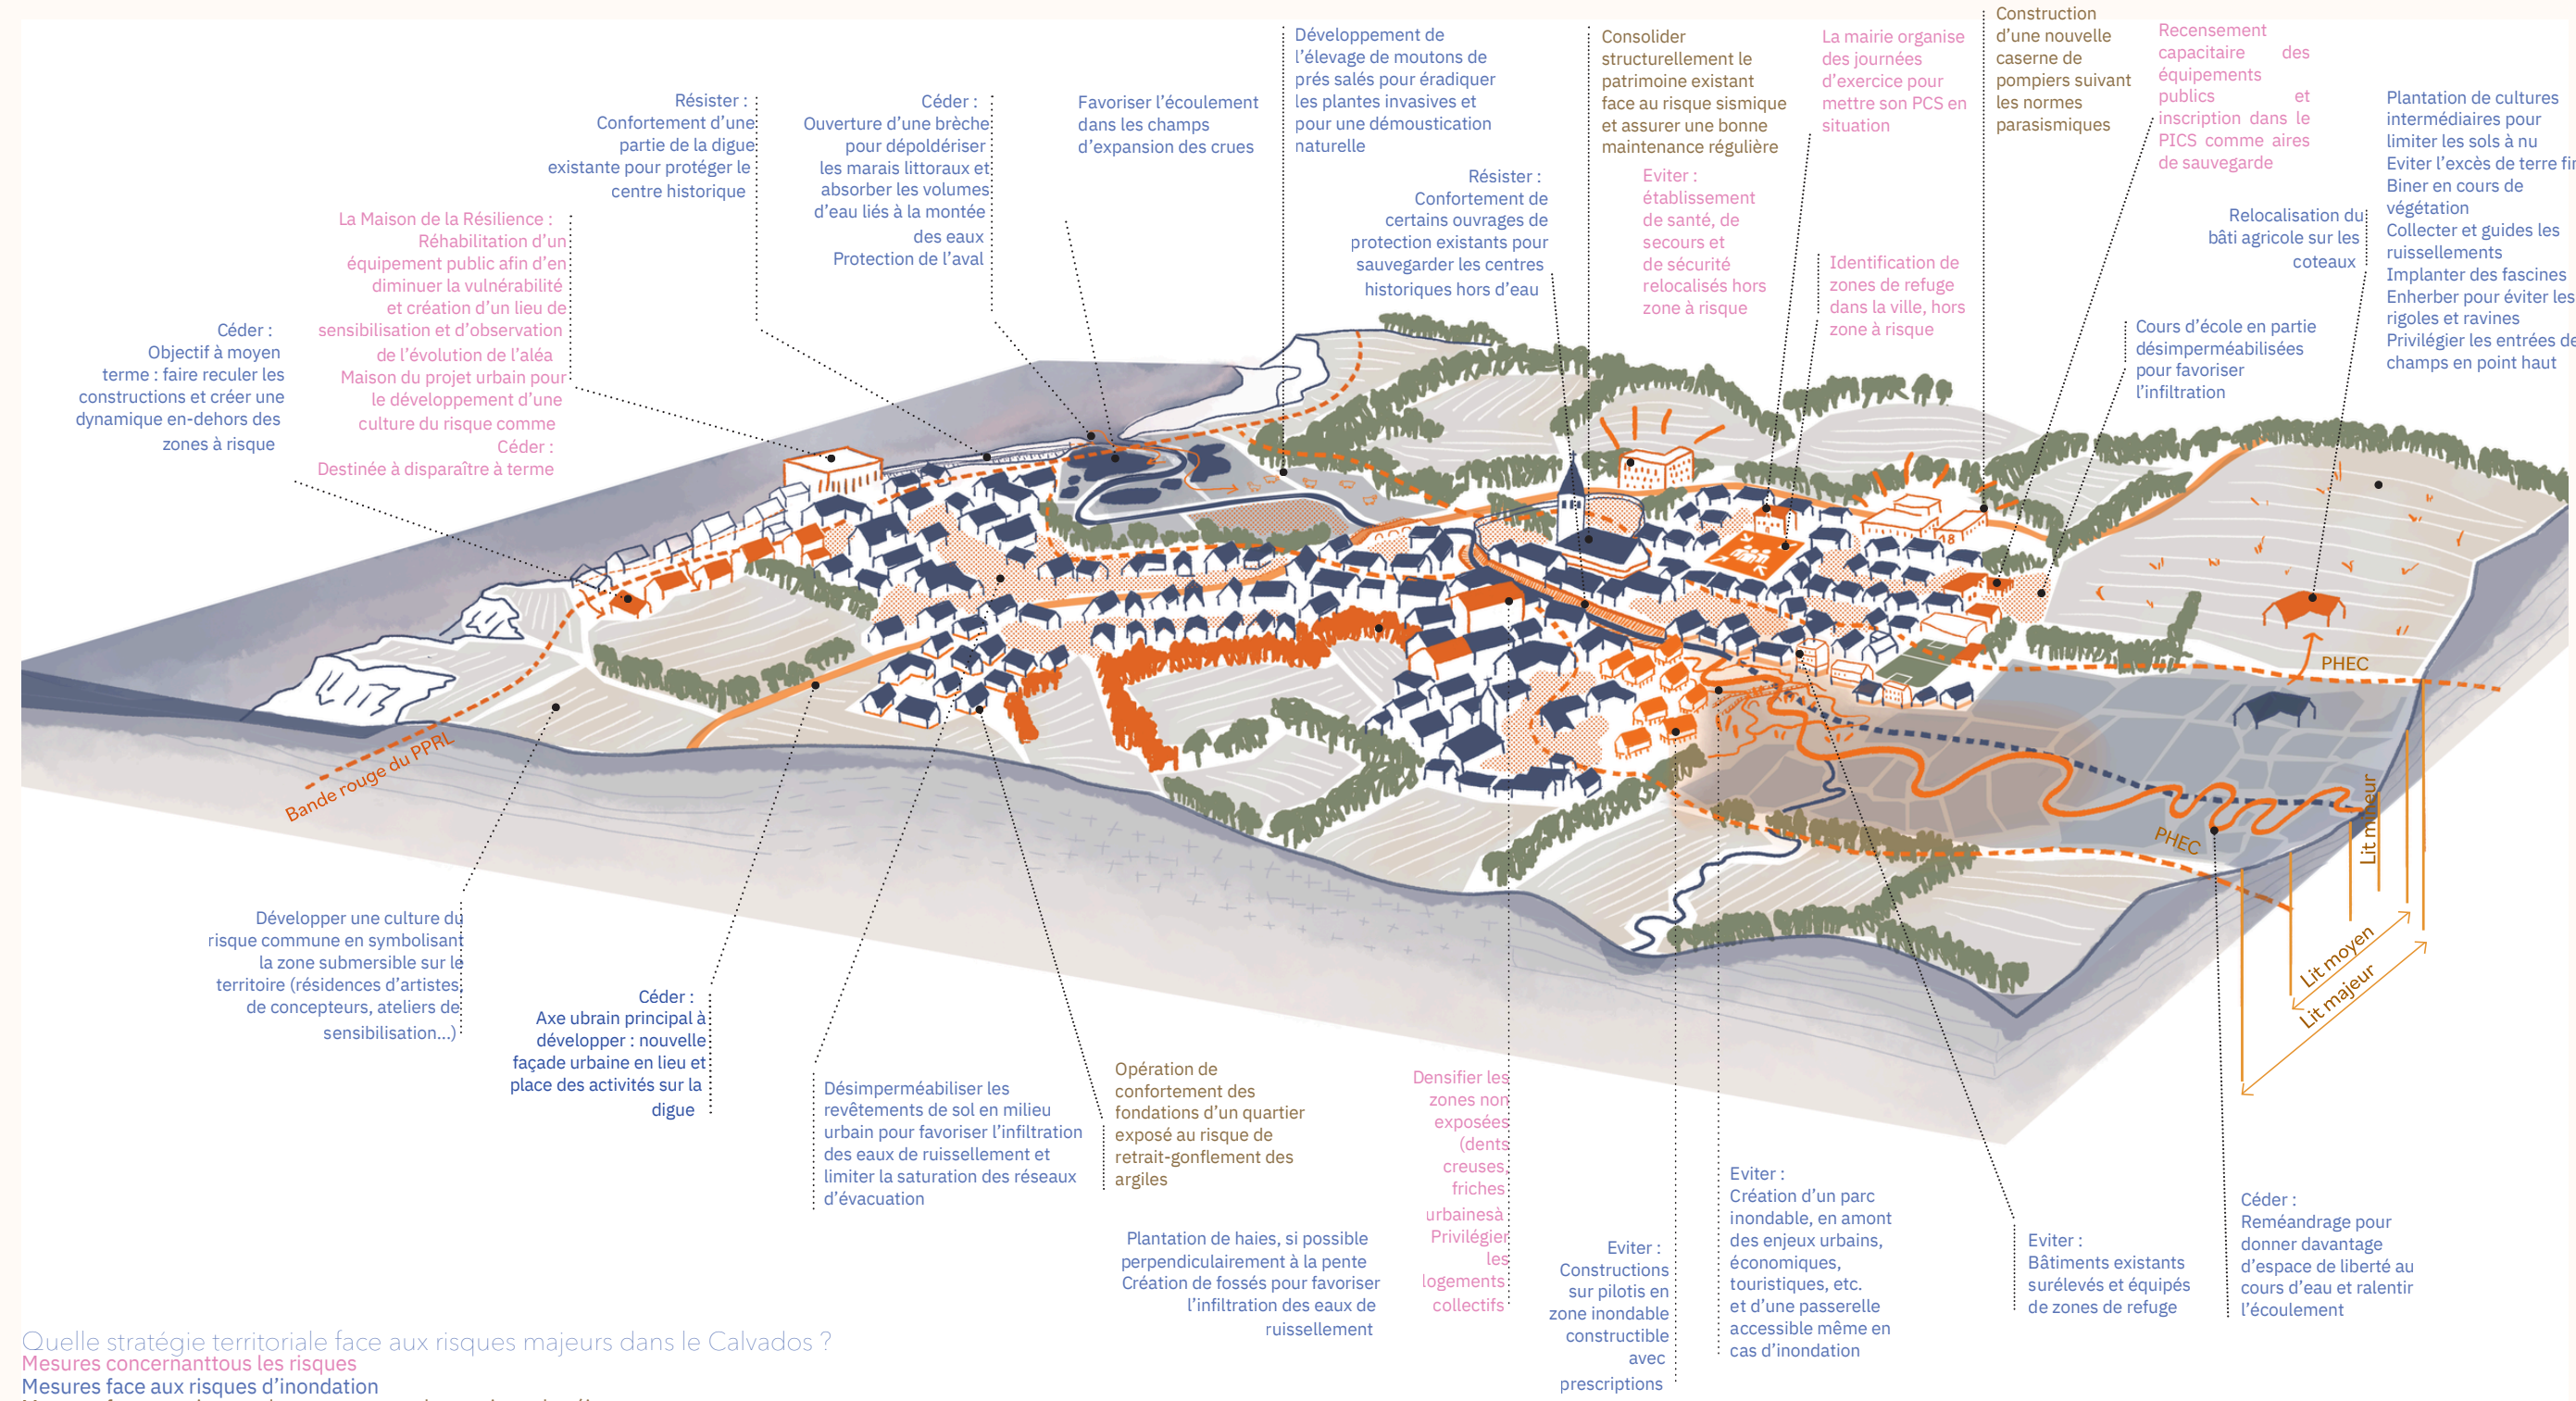 Céder :
Objectif à moyen
terme : faire reculer les
constructions et créer une
dynamique en-dehors des
zones à risque
La Maison de la Résilience :
Réhabilitation d’un
équipement public afin d’en
diminuer la vulnérabilité
et création d’un lieu de
sensibilisation et d’observation
de l’évolution de l’aléa
Maison du projet urbain pour
le développement d’une
culture du risque comme
Céder :
Destinée à disparaître à terme
Résister :
Confortement d’une
partie de la digue
existante pour protéger le
centre historique
Céder :
Ouverture d’une brèche
pour dépoldériser
les marais littoraux et
absorber les volumes
d’eau liés à la montée
des eaux
Protection de l’aval
Favoriser l’écoulement
dans les champs
d’expansion des crues
Développement de
l’élevage de moutons de
prés salés pour éradiquer
les plantes invasives et
pour une démoustication
naturelle
Résister :
Confortement de
certains ouvrages de
protection existants pour
sauvegarder les centres
historiques hors d’eau
Consolider
structurellement le
patrimoine existant
face au risque sismique
et assurer une bonne
maintenance régulière
Eviter :
établissement
de santé, de
secours et
de sécurité
relocalisés hors
zone à risque
La mairie organise
des journées
d’exercice pour
mettre son PCS en
situation
Identification de
zones de refuge
dans la ville, hors
zone à risque
Construction
d’une nouvelle
caserne de
pompiers suivant
les normes
parasismiques
Recensement
capacitaire des
équipements
publics et
inscription dans le
PICS comme aires
de sauvegarde
Relocalisation du
bâti agricole sur les
coteaux
Cours d’école en partie
désimperméabilisées
pour favoriser
l’infiltration
Plantation de cultures
intermédiaires pour
limiter les sols à nu
Eviter l’excès de terre
Biner en cours de
végétation
Collecter et guides les
ruissellements
Implanter des fascines
Enherber pour éviter les
rigoles et ravines
Privilégier les entrées de
champs en point haut
18
PHEC
PHEC
Lit mineur
Lit moyen
Lit majeur
Bande rouge du PPRL
Développer une culture du
risque commune en symbolisant
la zone submersible sur le
territoire (résidences d’artistes,
de concepteurs, ateliers de
sensibilisation...)
Céder :
Axe ubrain principal à
développer : nouvelle
façade urbaine en lieu et
place des activités sur la
digue
Désimperméabiliser les
revêtements de sol en milieu
urbain pour favoriser l’infiltration
des eaux de ruissellement et
limiter la saturation des réseaux
d’évacuation
Opération de
confortement des
fondations d’un quartier
exposé au risque de
retrait-gonflement des
argiles
Plantation de haies, si possible
perpendiculairement à la pente
Création de fossés pour favoriser
l’infiltration des eaux de
ruissellement
Densifier les
zones non
exposées
(dents
creuses,
friches
urbainesà
Privilégier
les
logements
collectifs
Eviter :
Constructions
sur pilotis en
zone inondable
constructible
avec
prescriptions
Eviter :
Création d’un parc
inondable, en amont
des enjeux urbains,
économiques,
touristiques, etc.
et d’une passerelle
accessible même en
cas d’inondation
Eviter :
Bâtiments existants
surélevés et équipés
de zones de refuge
Céder :
Reméandrage pour
donner davantage
d’espace de liberté au
cours d’eau et ralentir
l’écoulement
Quelle stratégie territoriale face aux risques majeurs dans le Calvados ?
Mesures concernanttous les risques
Mesures face aux risques d’inondation